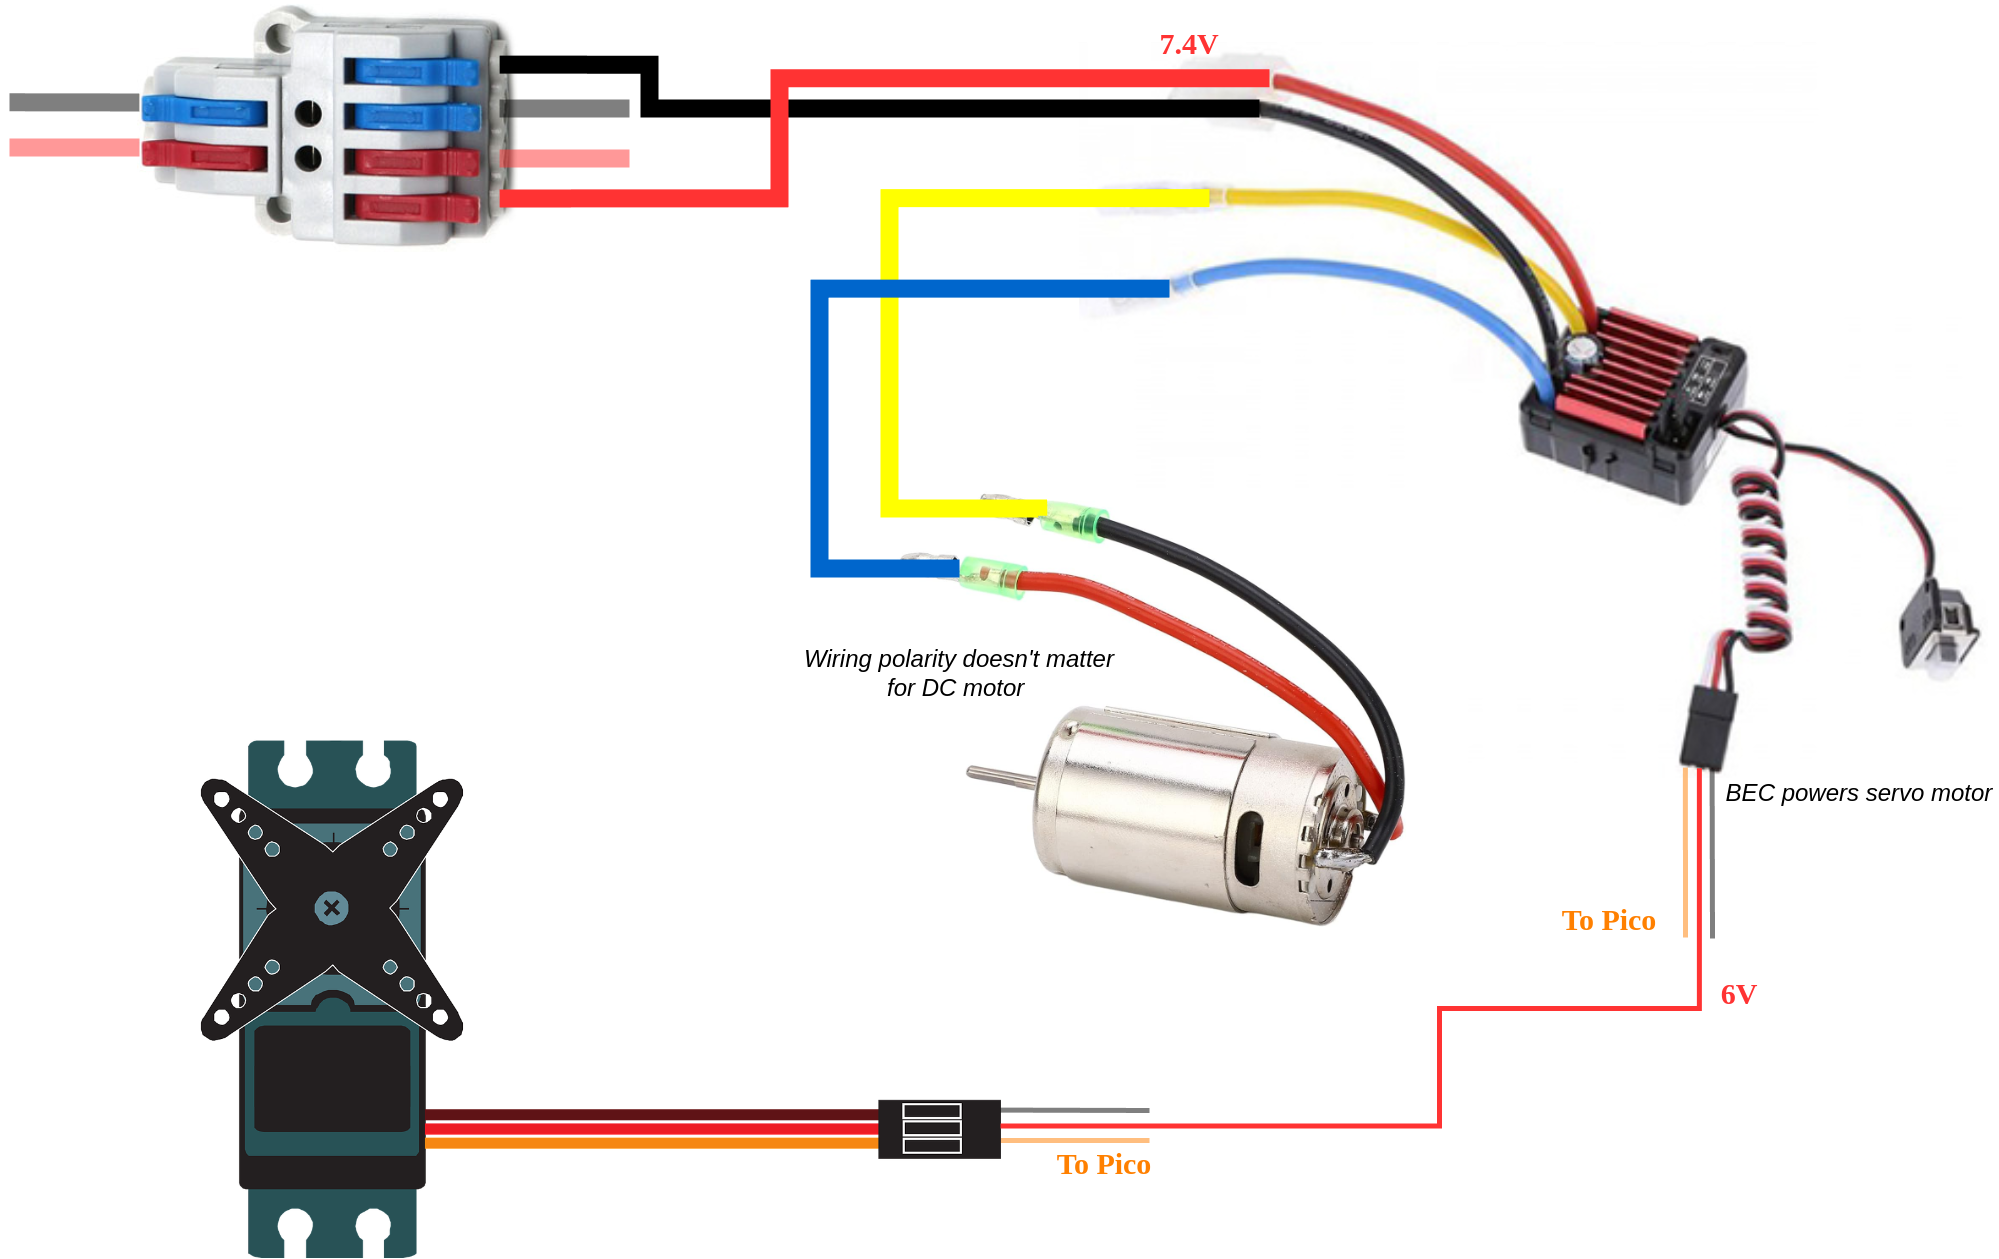 7.4V
Wiring polarity doesn't matter
for DC motor
BEC powers servo motor
To Pico
6V
To Pico